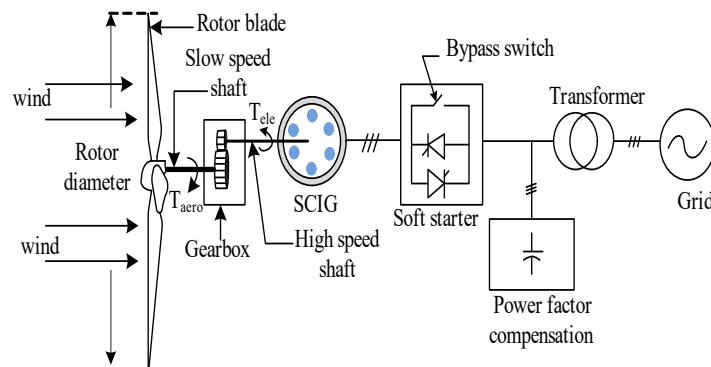 Rotor blade
Slow speed
shaft
wind
Rotor
diameter
T_aero
T_ele
Gearbox
wind
SCIG
High speed
shaft
Bypass switch
Soft starter
Transformer
Grid
Power factor
compensation